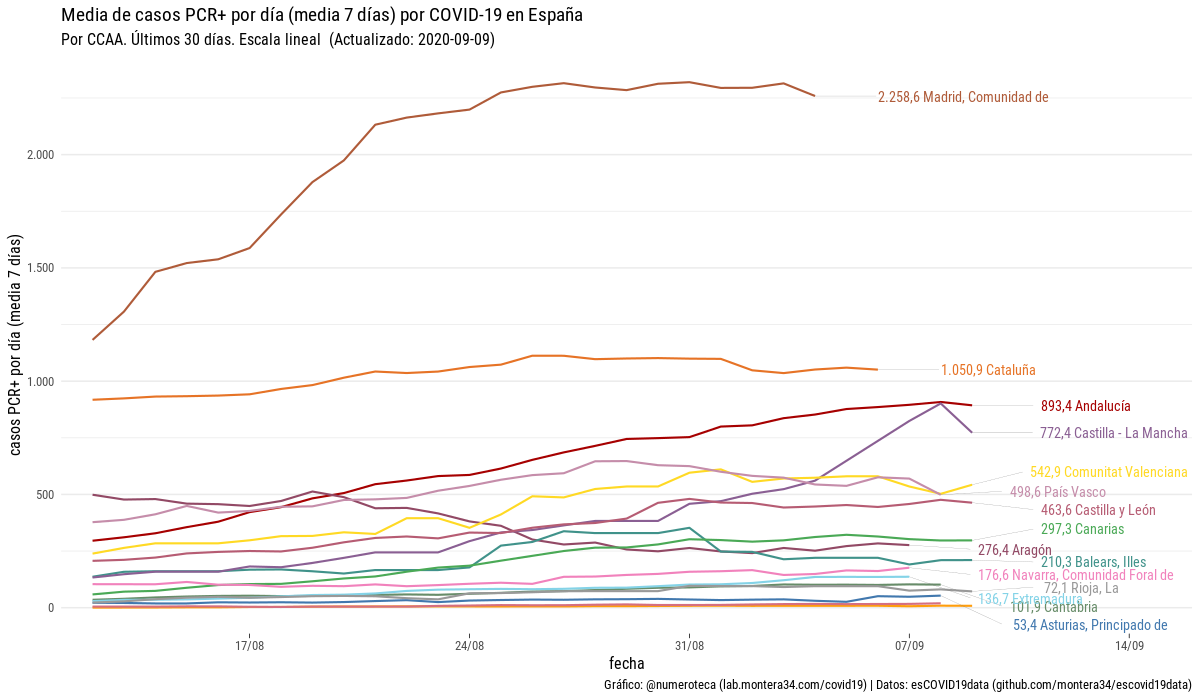 Media de casos PCR+ por día (media 7 días) por COVID-19 en España
Por CCAA. Últimos 30 días. Escala lineal (Actualizado: 2020-09-09)
casos PCR+ por día (media 7 días)
2.000
1.500
1.000
500
0
2.258,6 Madrid, Comunidad de
1.050,9 Cataluña
893,4 Andalucía
772,4 Castilla - La Mancha
542,9 Comunitat Valenciana
498,6 País Vasco
463,6 Castilla y León
297,3 Canarias
276,4 Aragón
210,3 Balears, Illes
176,6 Navarra, Comunidad Foral de
72,1 Rioja, La
136,7 Extremadura
101,9 Cantabria
53,4 Asturias, Principado de
17/08
24/08
31/08
07/09
14/09
fecha
Gráfico: @numeroteca (lab.montera34.com/covid19) | Datos: esCOVID19data (github.com/montera34/escovid19data)